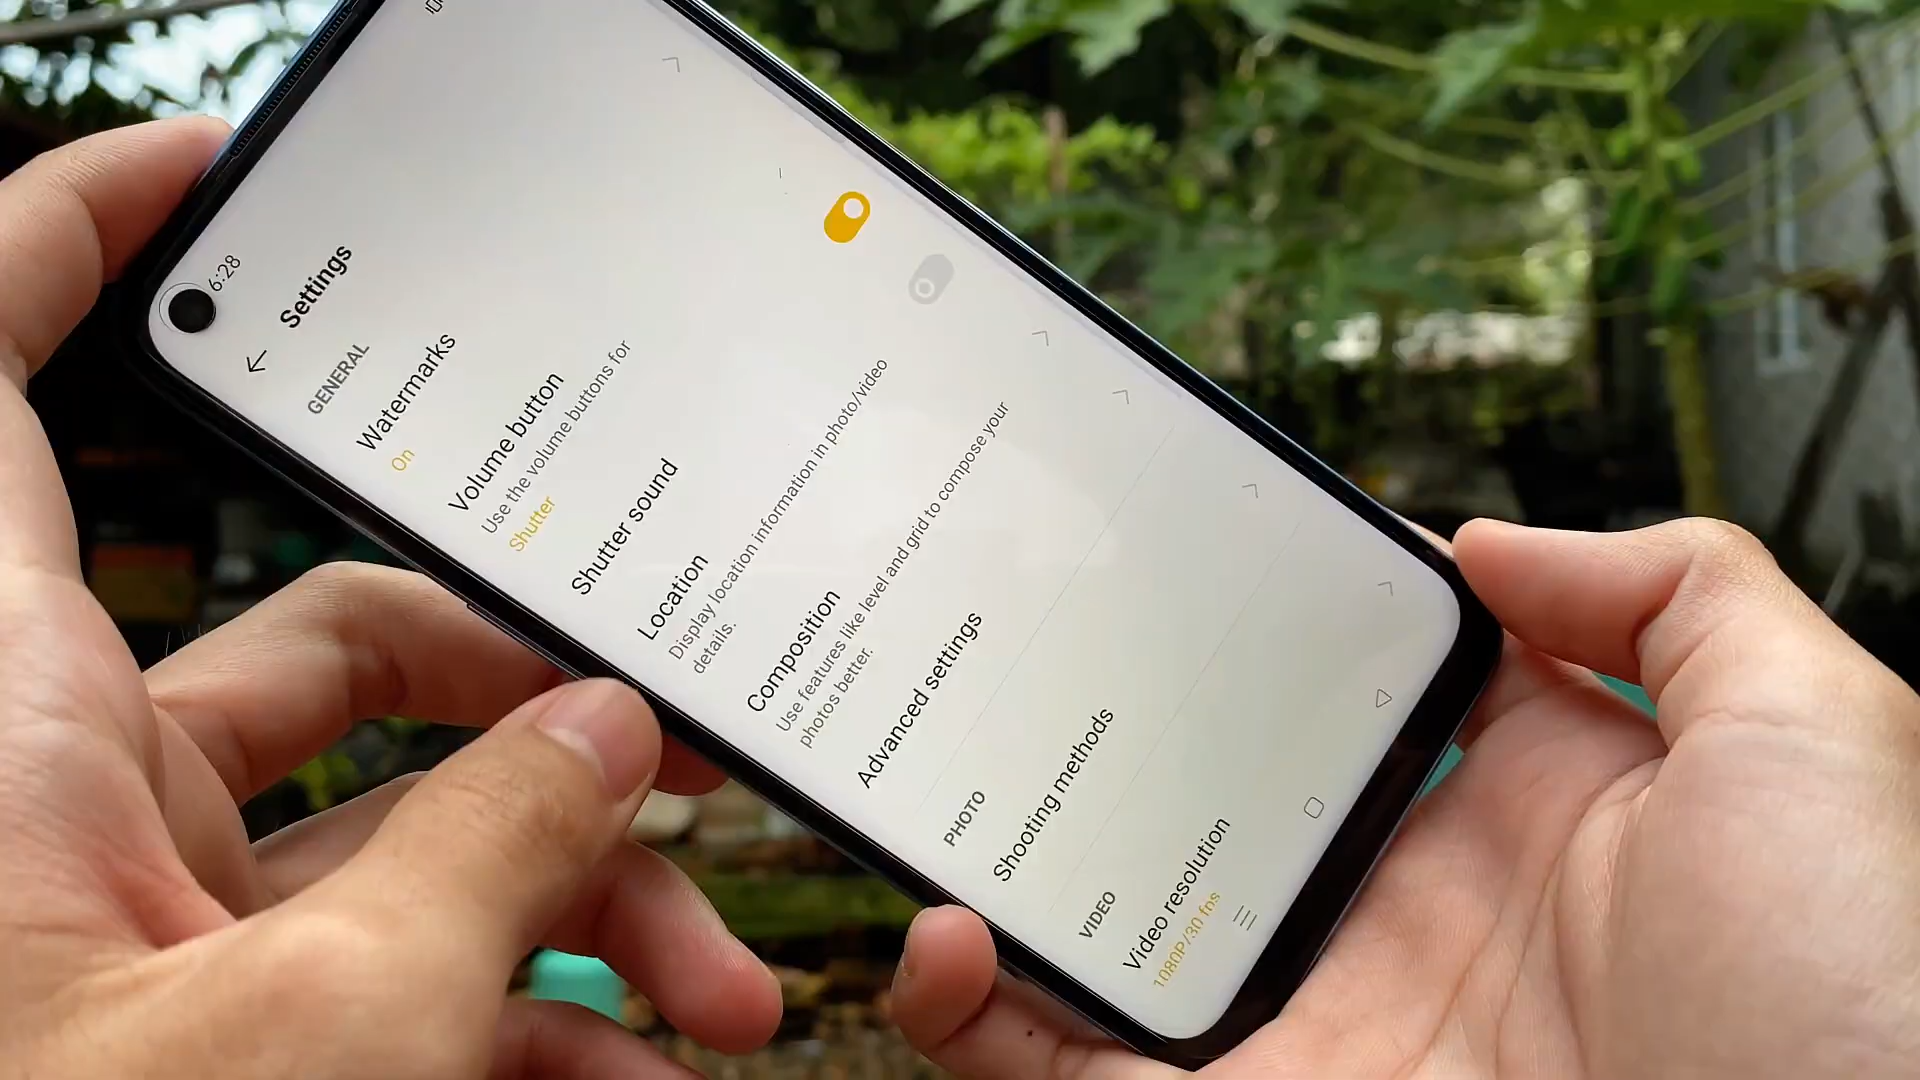 6:28
Settings
GENERAL
Watermarks
On
Volume button
Use the volume buttons for
Shutter
Shutter sound
Location
Display location information in photo/video
details.
Composition
Use features like level and grid to compose your
photos better.
Advanced settings
PHOTO
Shooting methods
VIDEO
Video resolution
1080P/30 fps